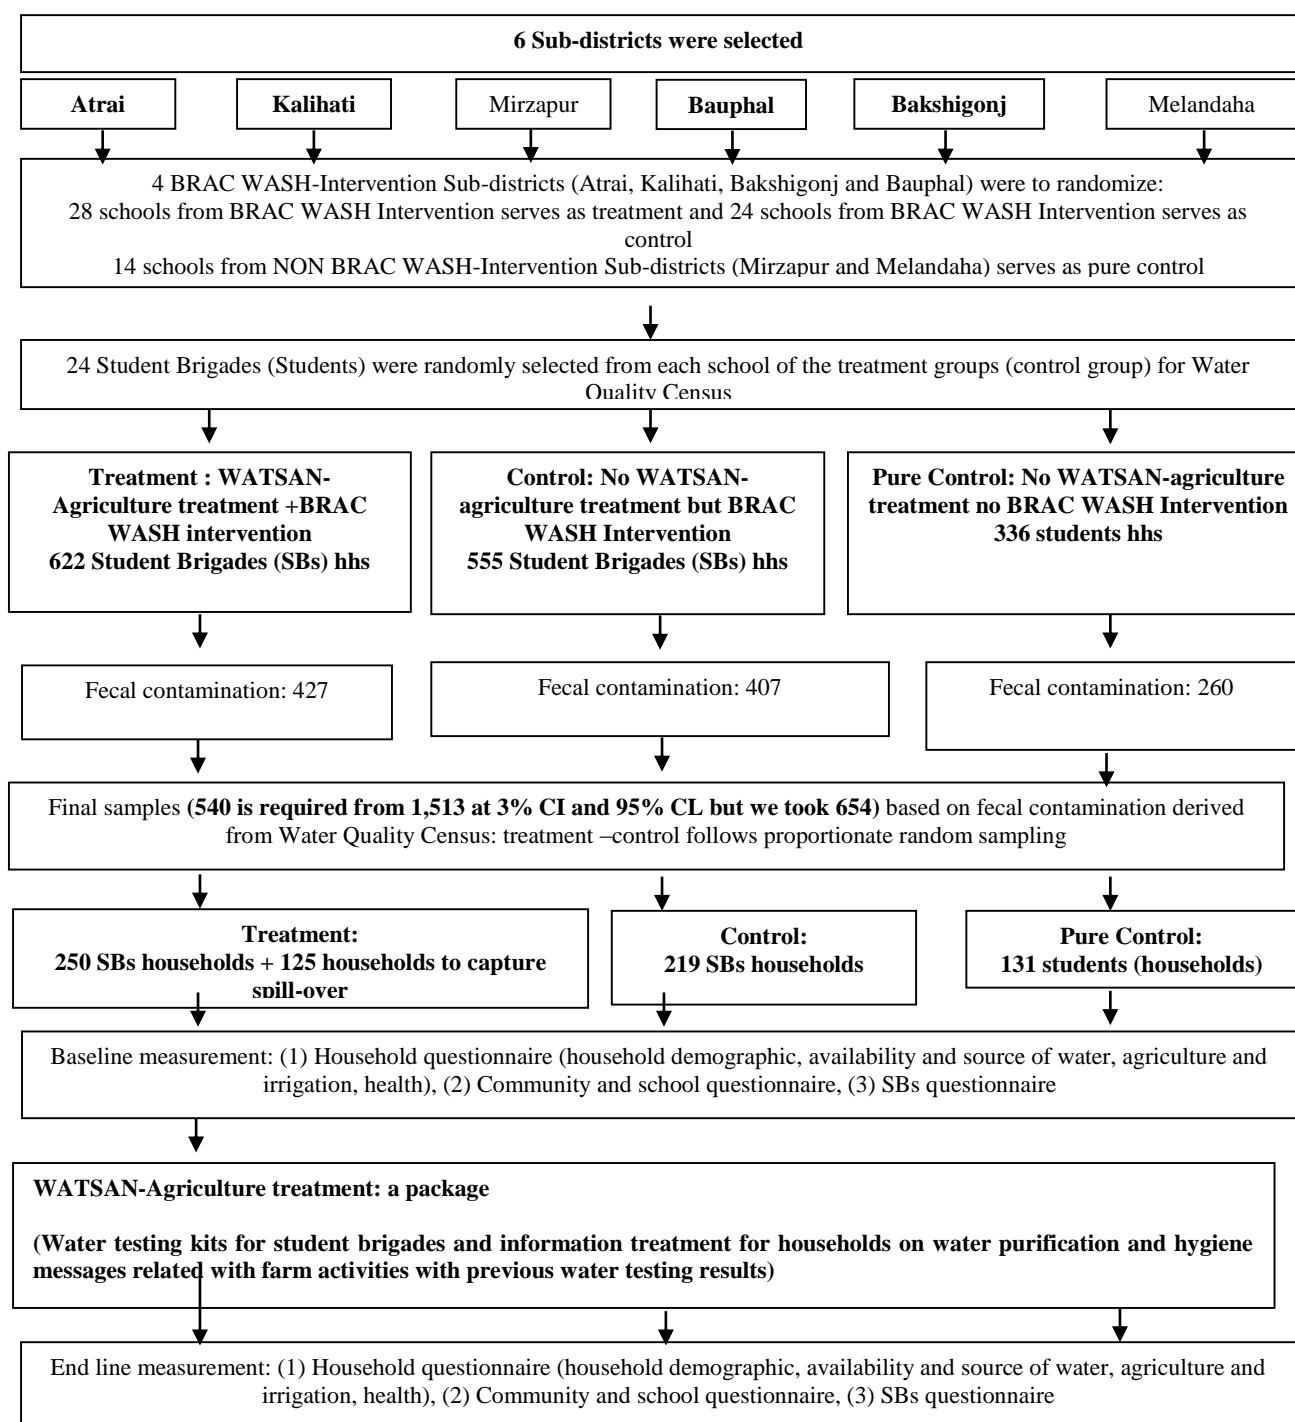 6 Sub-districts were selected
Atrai
Kalihati
Mirzapur
Bauphal
Bakshigonj
Melandaha
4 BRAC WASH-Intervention Sub-districts (Atrai, Kalihati, Bakshigonj and Bauphal) were to randomize:
28 schools from BRAC WASH Intervention serves as treatment and 24 schools from BRAC WASH Intervention serves as
control
14 schools from NON BRAC WASH-Intervention Sub-districts (Mirzapur and Melandaha) serves as pure control
24 Student Brigades (Students) were randomly selected from each school of the treatment groups (control group) for Water
Quality Census
Treatment : WATSAN-
Agriculture treatment +BRAC
WASH intervention
622 Student Brigades (SBs) hhs
Control: No WATSAN-
agriculture treatment but BRAC
WASH Intervention
555 Student Brigades (SBs) hhs
Pure Control: No WATSAN-agriculture
treatment no BRAC WASH Intervention
336 students hhs
Fecal contamination: 427
Fecal contamination: 407
Fecal contamination: 260
Final samples (540 is required from 1,513 at 3% CI and 95% CL but we took 654) based on fecal contamination derived
from Water Quality Census: treatment –control follows proportionate random sampling
Treatment:
250 SBs households + 125 households to capture
spill-over
Control:
219 SBs households
Pure Control:
131 students (households)
Baseline measurement: (1) Household questionnaire (household demographic, availability and source of water, agriculture and
irrigation, health), (2) Community and school questionnaire, (3) SBs questionnaire
WATSAN-Agriculture treatment: a package
(Water testing kits for student brigades and information treatment for households on water purification and hygiene
messages related with farm activities with previous water testing results)
End line measurement: (1) Household questionnaire (household demographic, availability and source of water, agriculture and
irrigation, health), (2) Community and school questionnaire, (3) SBs questionnaire